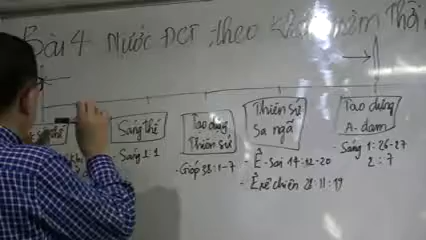 Bài 4 Nước ĐCT theo
Sáng thế
Sáng 1:1
Tạo dựng
Thiên sứ
·Gióp 38:1-7
Thiên sứ
sa ngã
·Ê-sai 14:12-20
·Ê xê chiên 28:11:19
Tạo dựng
A-đam
·Sáng 1:26-27
2:7